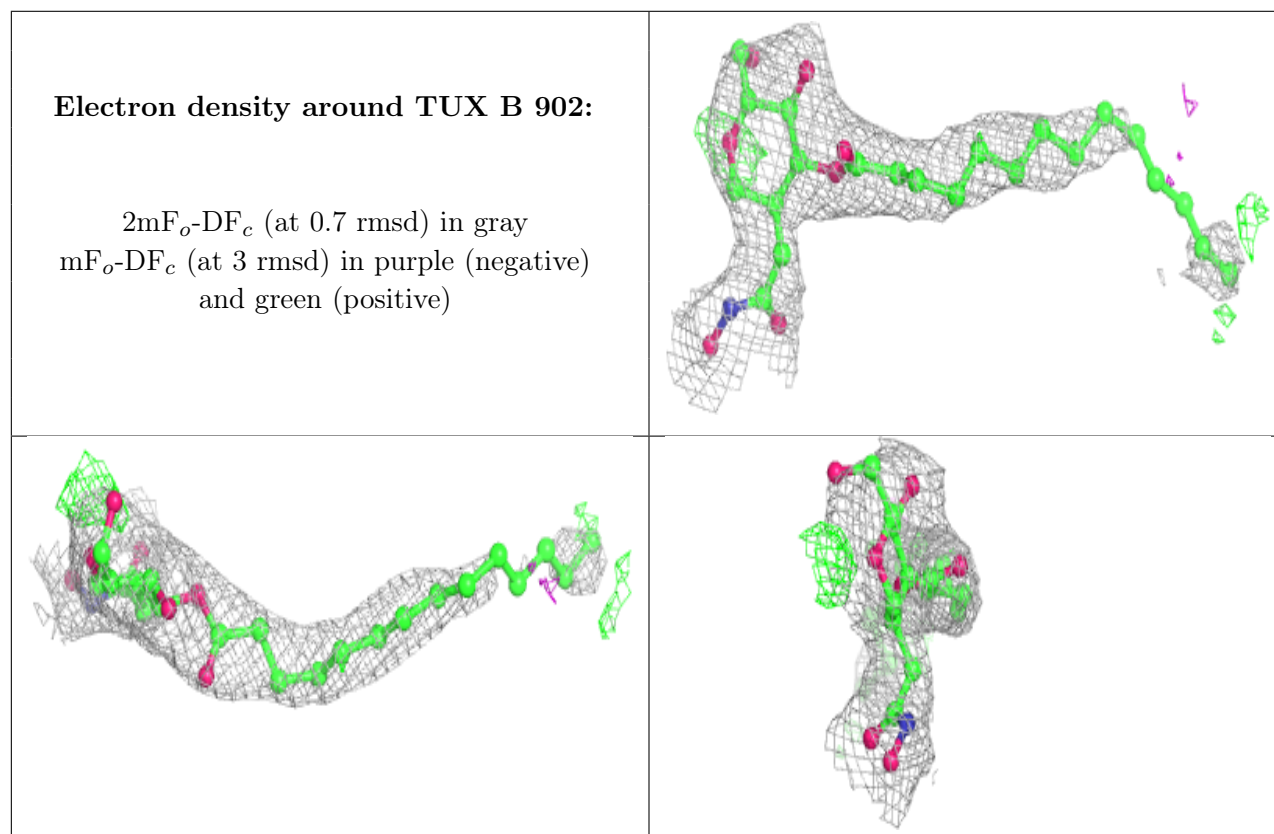 Electron density around TUX B 902:
2mFₒ-DF𝒸 (at 0.7 rmsd) in gray
mFₒ-DF𝒸 (at 3 rmsd) in purple (negative)
and green (positive)